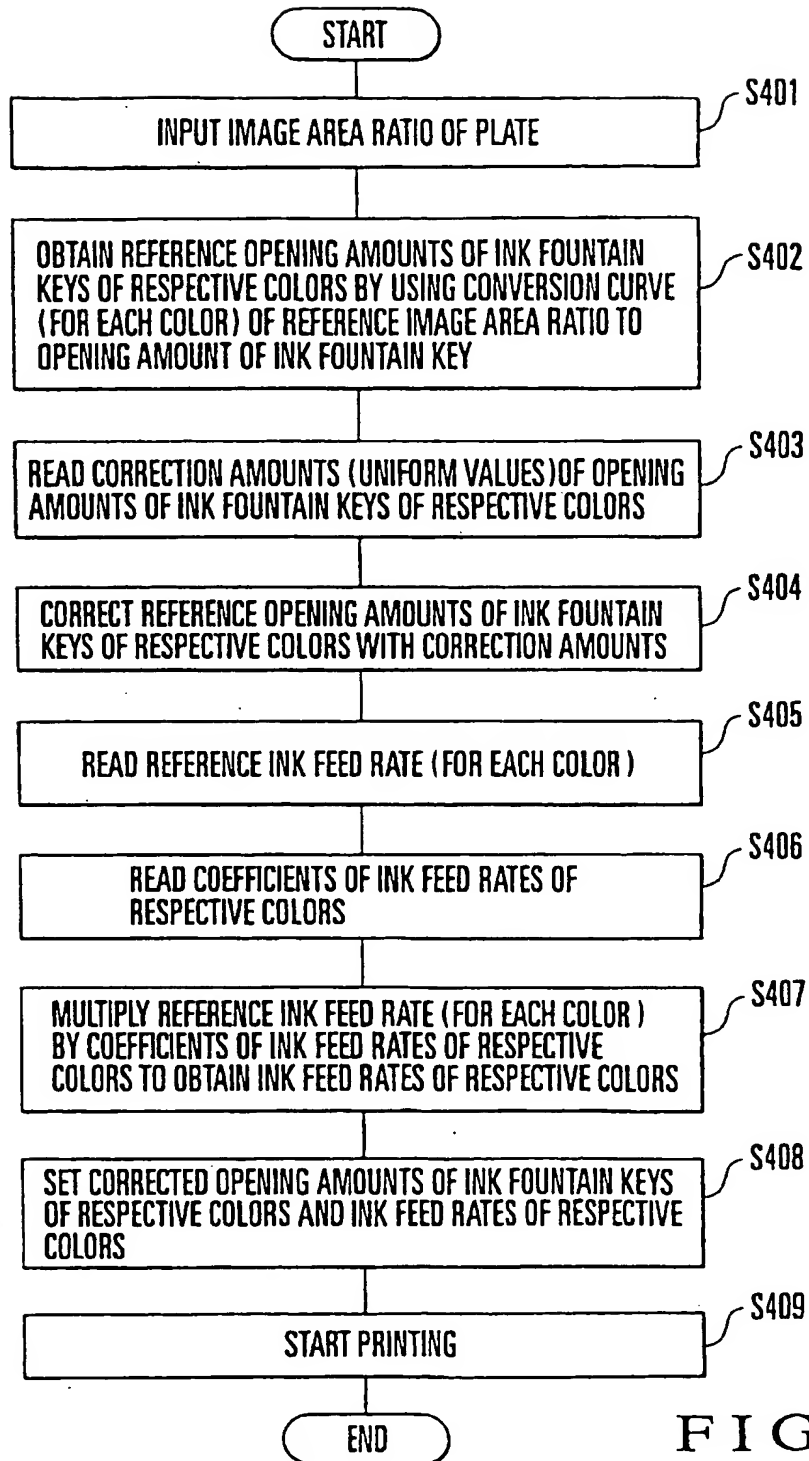 START
S401
INPUT IMAGE AREA RATIO OF PLATE
S402
OBTAIN REFERENCE OPENING AMOUNTS OF INK FOUNTAIN
KEYS OF RESPECTIVE COLORS BY USING CONVERSION CURVE
(FOR EACH COLOR) OF REFERENCE IMAGE AREA RATIO TO
OPENING AMOUNT OF INK FOUNTAIN KEY
S403
READ CORRECTION AMOUNTS (UNIFORM VALUES) OF OPENING
AMOUNTS OF INK FOUNTAIN KEYS OF RESPECTIVE COLORS
S404
CORRECT REFERENCE OPENING AMOUNTS OF INK FOUNTAIN
KEYS OF RESPECTIVE COLORS WITH CORRECTION AMOUNTS
S405
READ REFERENCE INK FEED RATE (FOR EACH COLOR)
S406
READ COEFFICIENTS OF INK FEED RATES OF
RESPECTIVE COLORS
S407
MULTIPLY REFERENCE INK FEED RATE (FOR EACH COLOR)
BY COEFFICIENTS OF INK FEED RATES OF RESPECTIVE
COLORS TO OBTAIN INK FEED RATES OF RESPECTIVE COLORS
S408
SET CORRECTED OPENING AMOUNTS OF INK FOUNTAIN KEYS
OF RESPECTIVE COLORS AND INK FEED RATES OF RESPECTIVE
COLORS
S409
START PRINTING
END
FIG